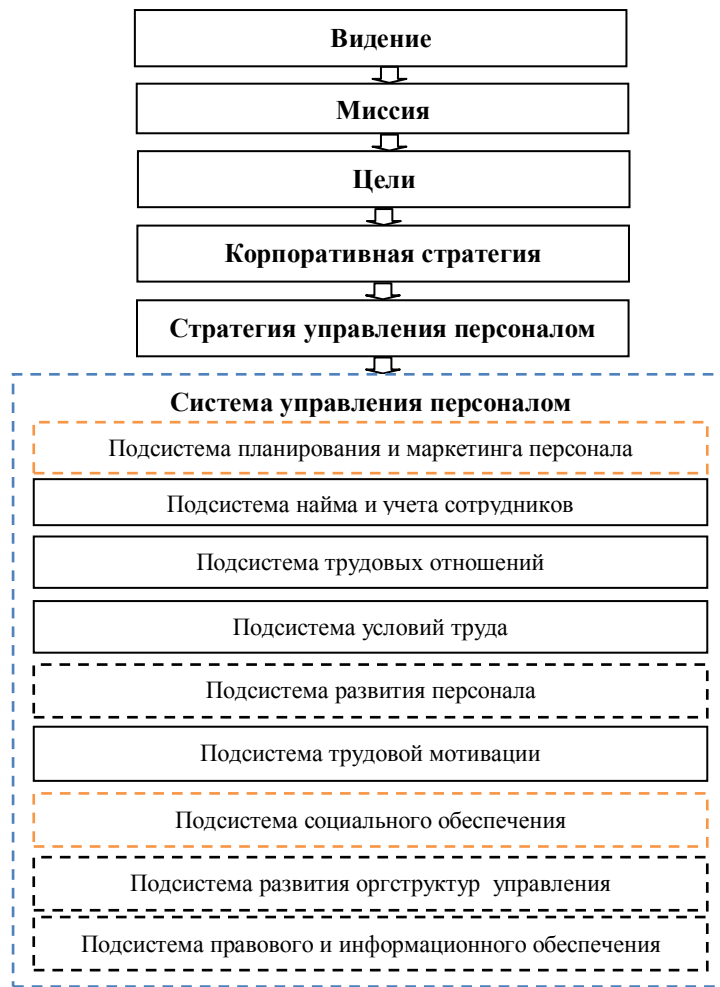 Видение
Миссия
Цели
Корпоративная стратегия
Стратегия управления персоналом
Система управления персоналом
Подсистема планирования и маркетинга персонала
Подсистема найма и учета сотрудников
Подсистема трудовых отношений
Подсистема условий труда
Подсистема развития персонала
Подсистема трудовой мотивации
Подсистема социального обеспечения
Подсистема развития оргструктур  управления
Подсистема правового и информационного обеспечения